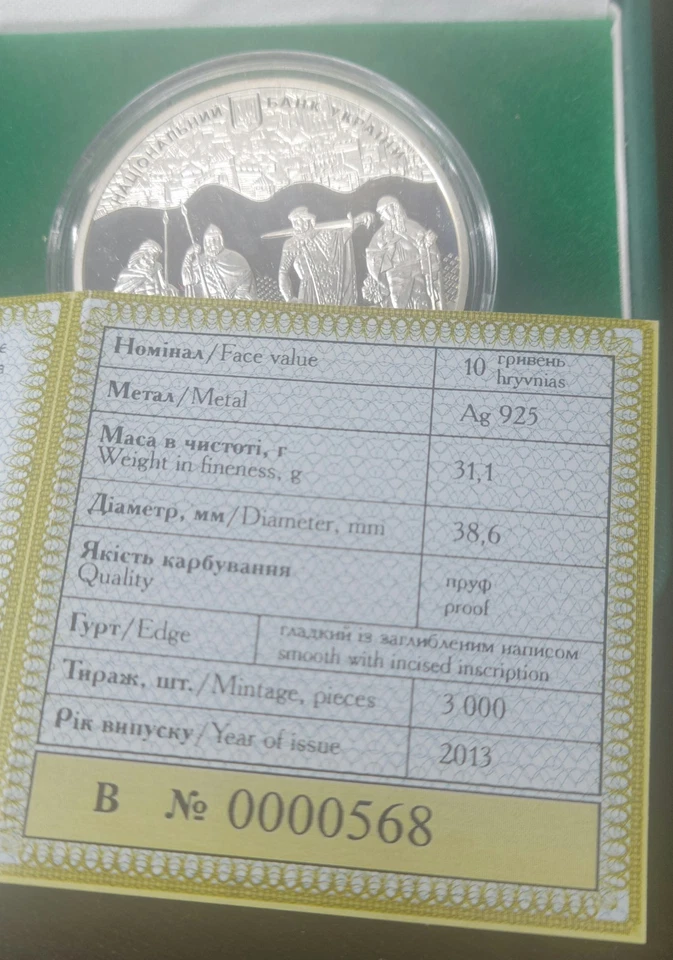 НАЦІОНАЛЬНИЙ БАНК УКРАЇНИ
Номінал/Face value
10 гривень
hryvnias
Метал/Metal
Ag 925
Маса в чистоті, г
Weight in fineness, g
31,1
Діаметр, мм/Diameter, mm
38,6
Якість карбування
Quality
пруф
proof
Гурт/Edge
гладкий із заглибленим написом
smooth with incised inscription
Тираж, шт./Mintage, pieces
3 000
Рік випуску/Year of issue
2013
В № 0000568